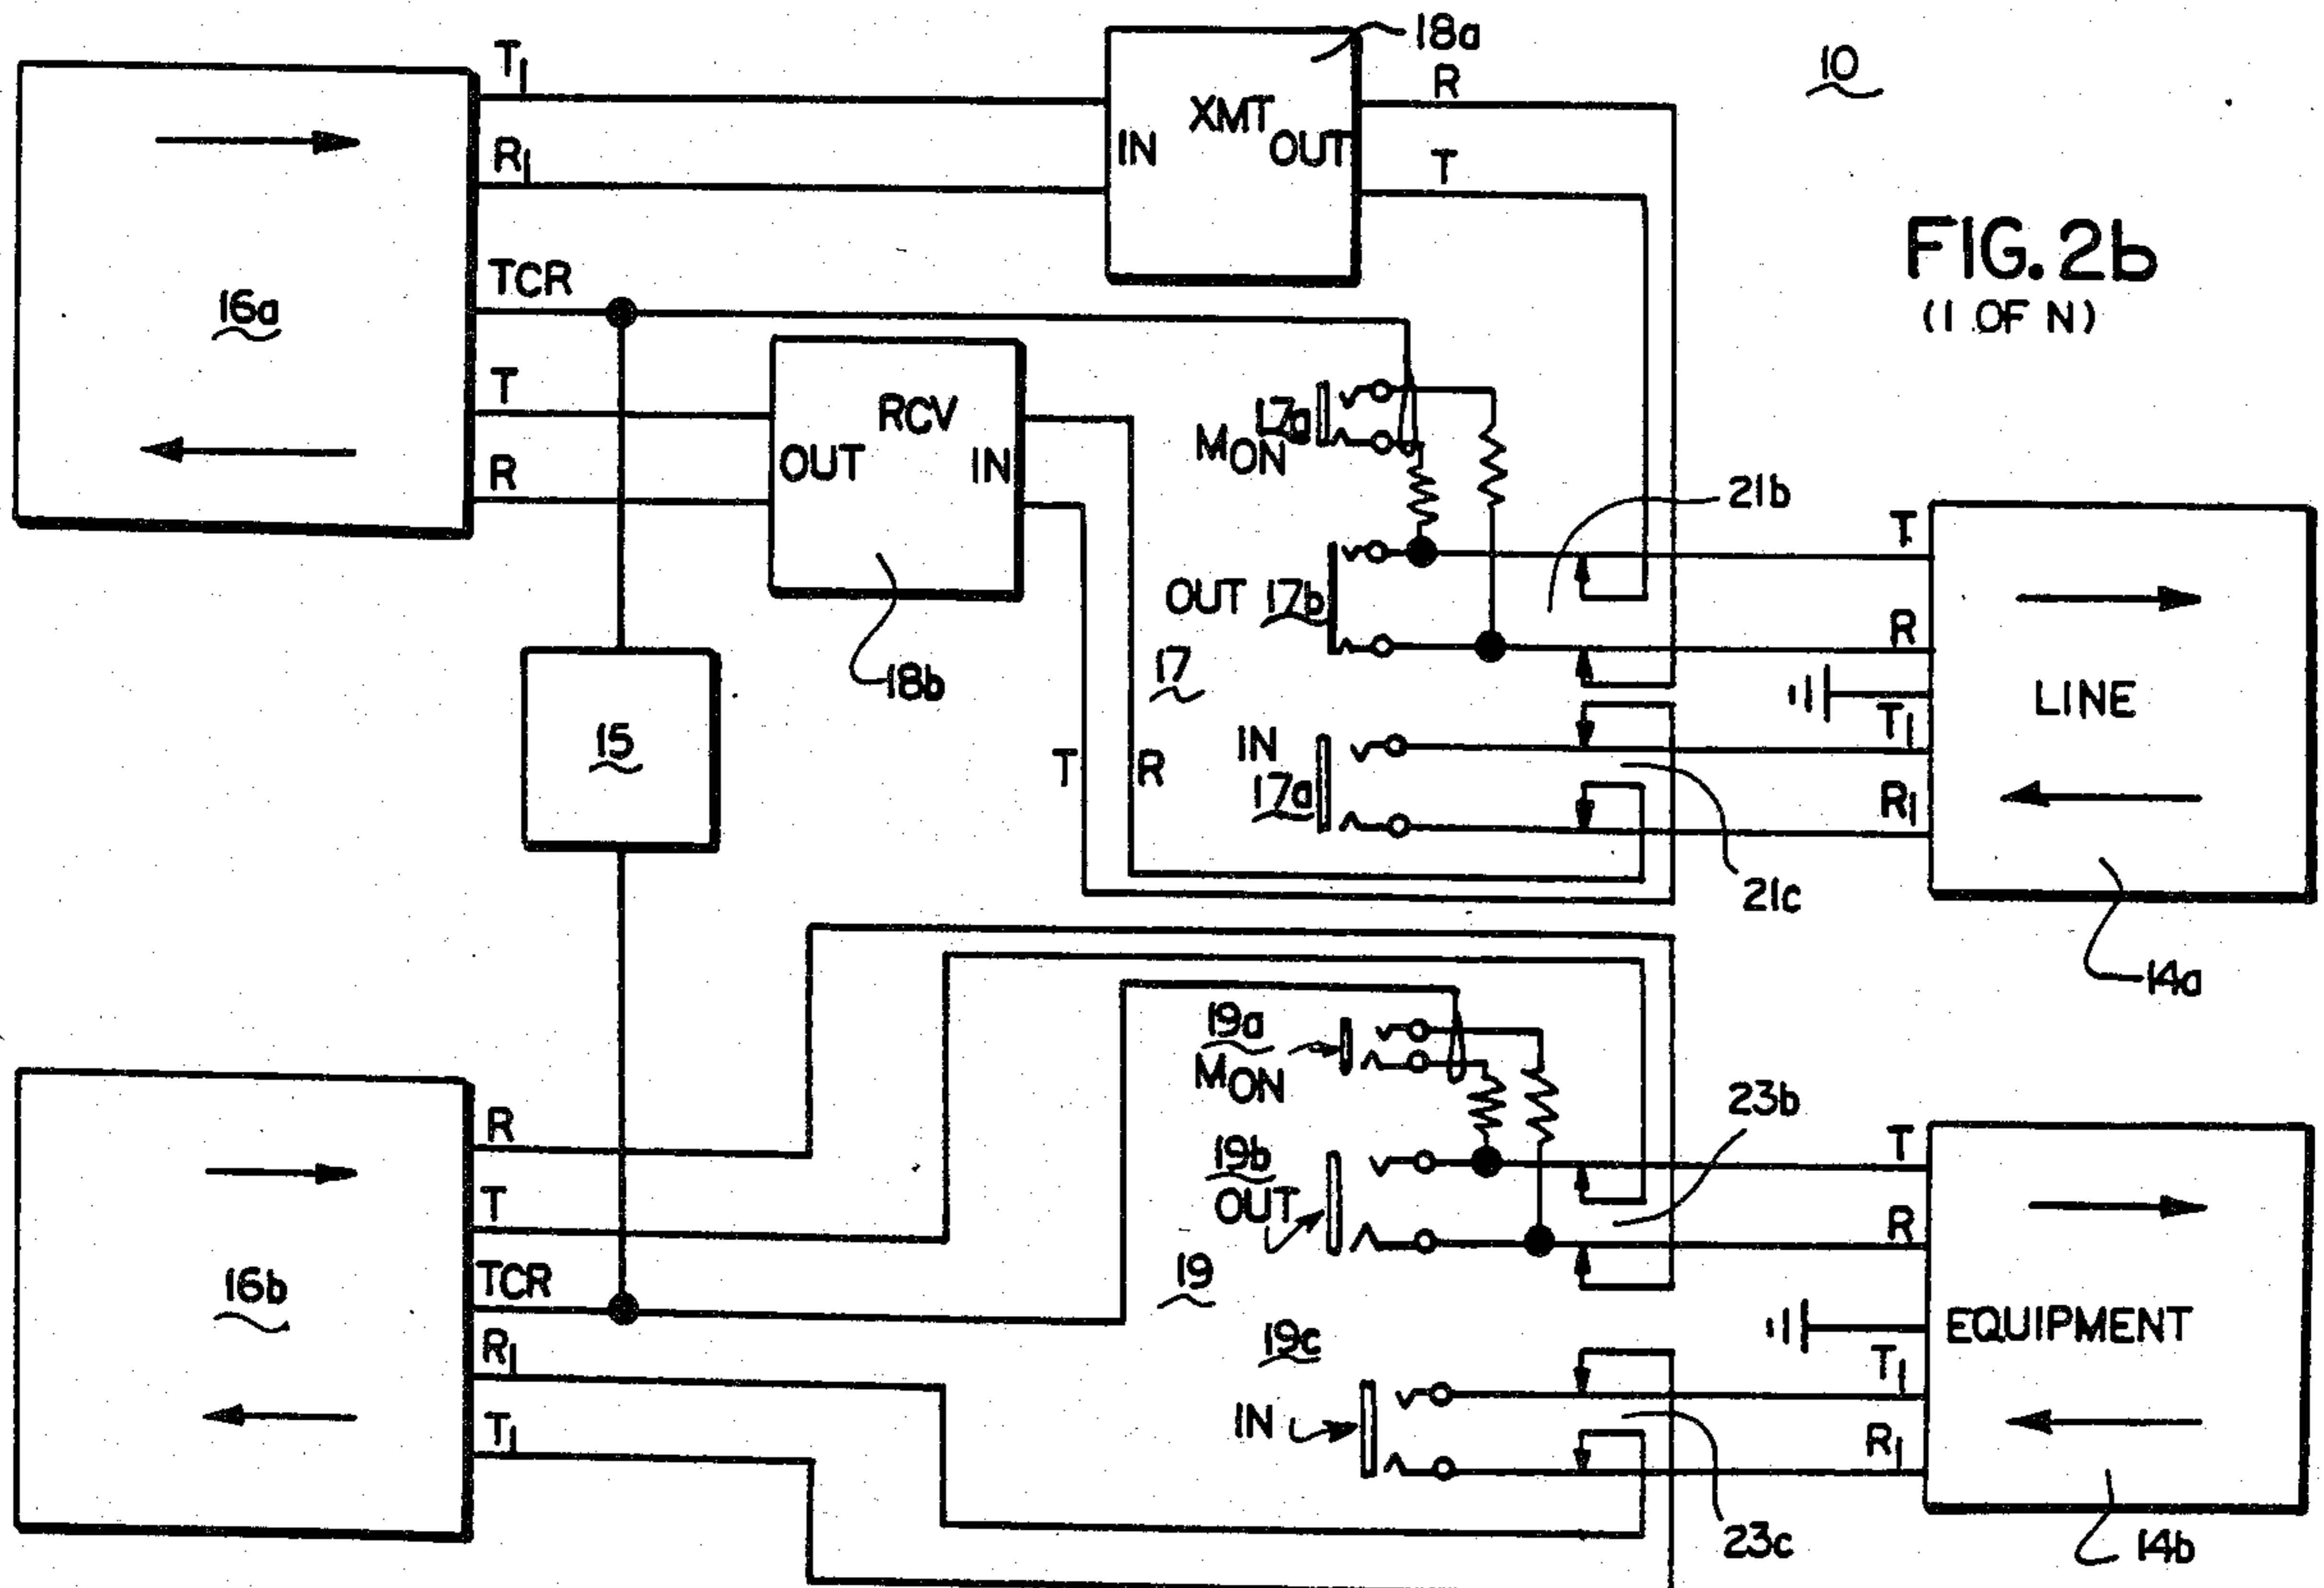 18a
10
T1
R
XMT
IN
OUT
R1
T
FIG. 2b
(1 OF N)
TCR
16a
T
RCV
17a
MON
OUT
IN
R
21b
T
OUT 17b
R
18b
17
LINE
15
T1
IN
T
R
17a
R1
21c
14a
19a
MON
23b
R
T
19b
OUT
T
R
TCR
16b
19
EQUIPMENT
R1
19c
T1
T1
IN
R1
23c
14b